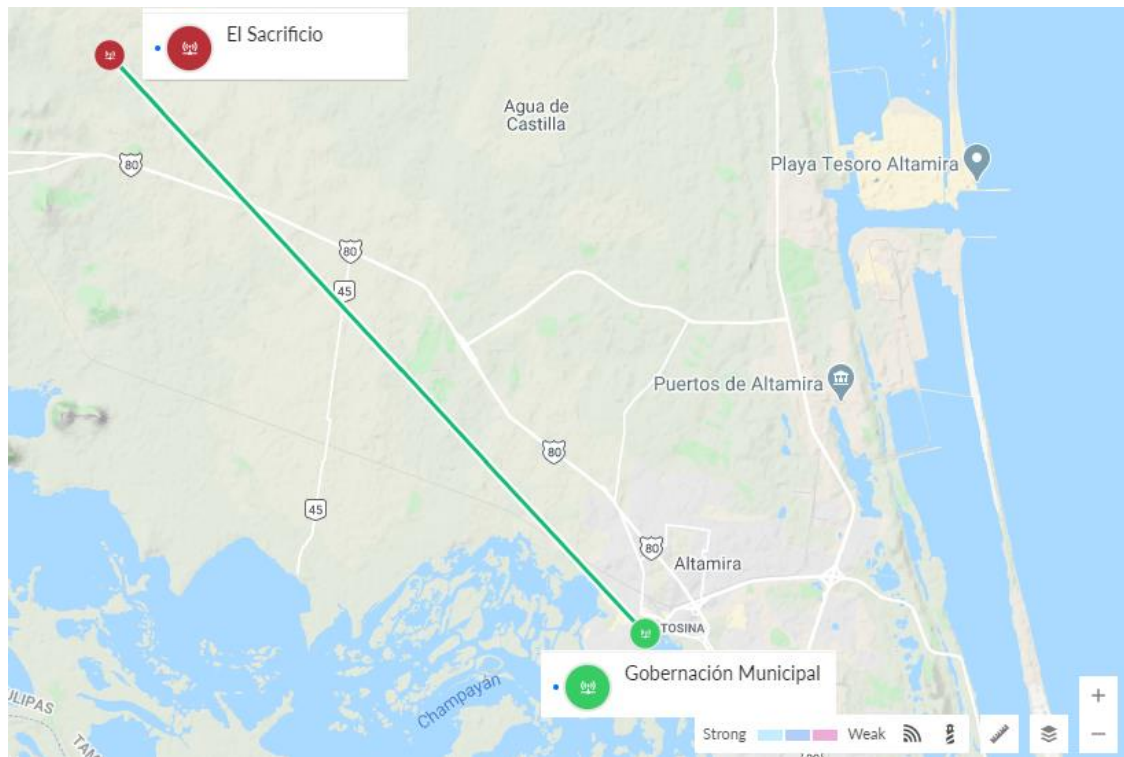 El Sacrificio
Agua de
Castilla
80
Playa Tesoro Altamira
80
45
Puertos de Altamira
80
45
80
Altamira
TOSINA
Gobernación Municipal
Champayán
ULIPAS
TAM
Strong
Weak
+
−